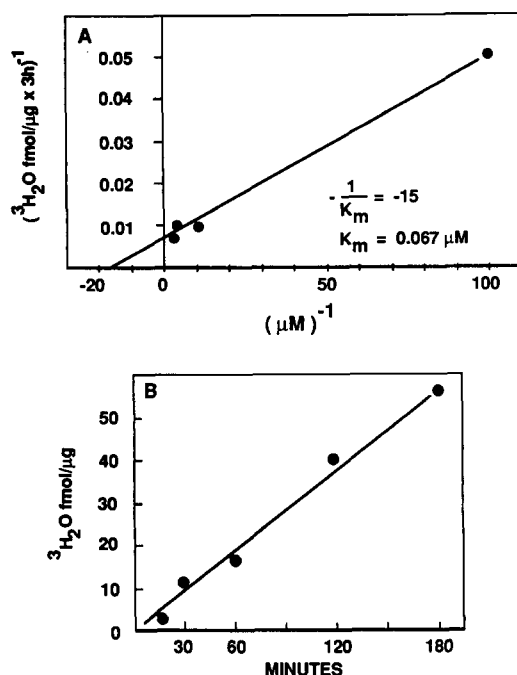 A
0.05
0.04
0.03
0.02
0.01
(³H₂O fmol/μg x 3h)⁻¹
- 1/Km = -15
Km = 0.067 μM
-20 0 50 100
(μM)⁻¹
B
50
40
30
20
10
0
³H₂O fmol/μg
30 60 120 180
MINUTES